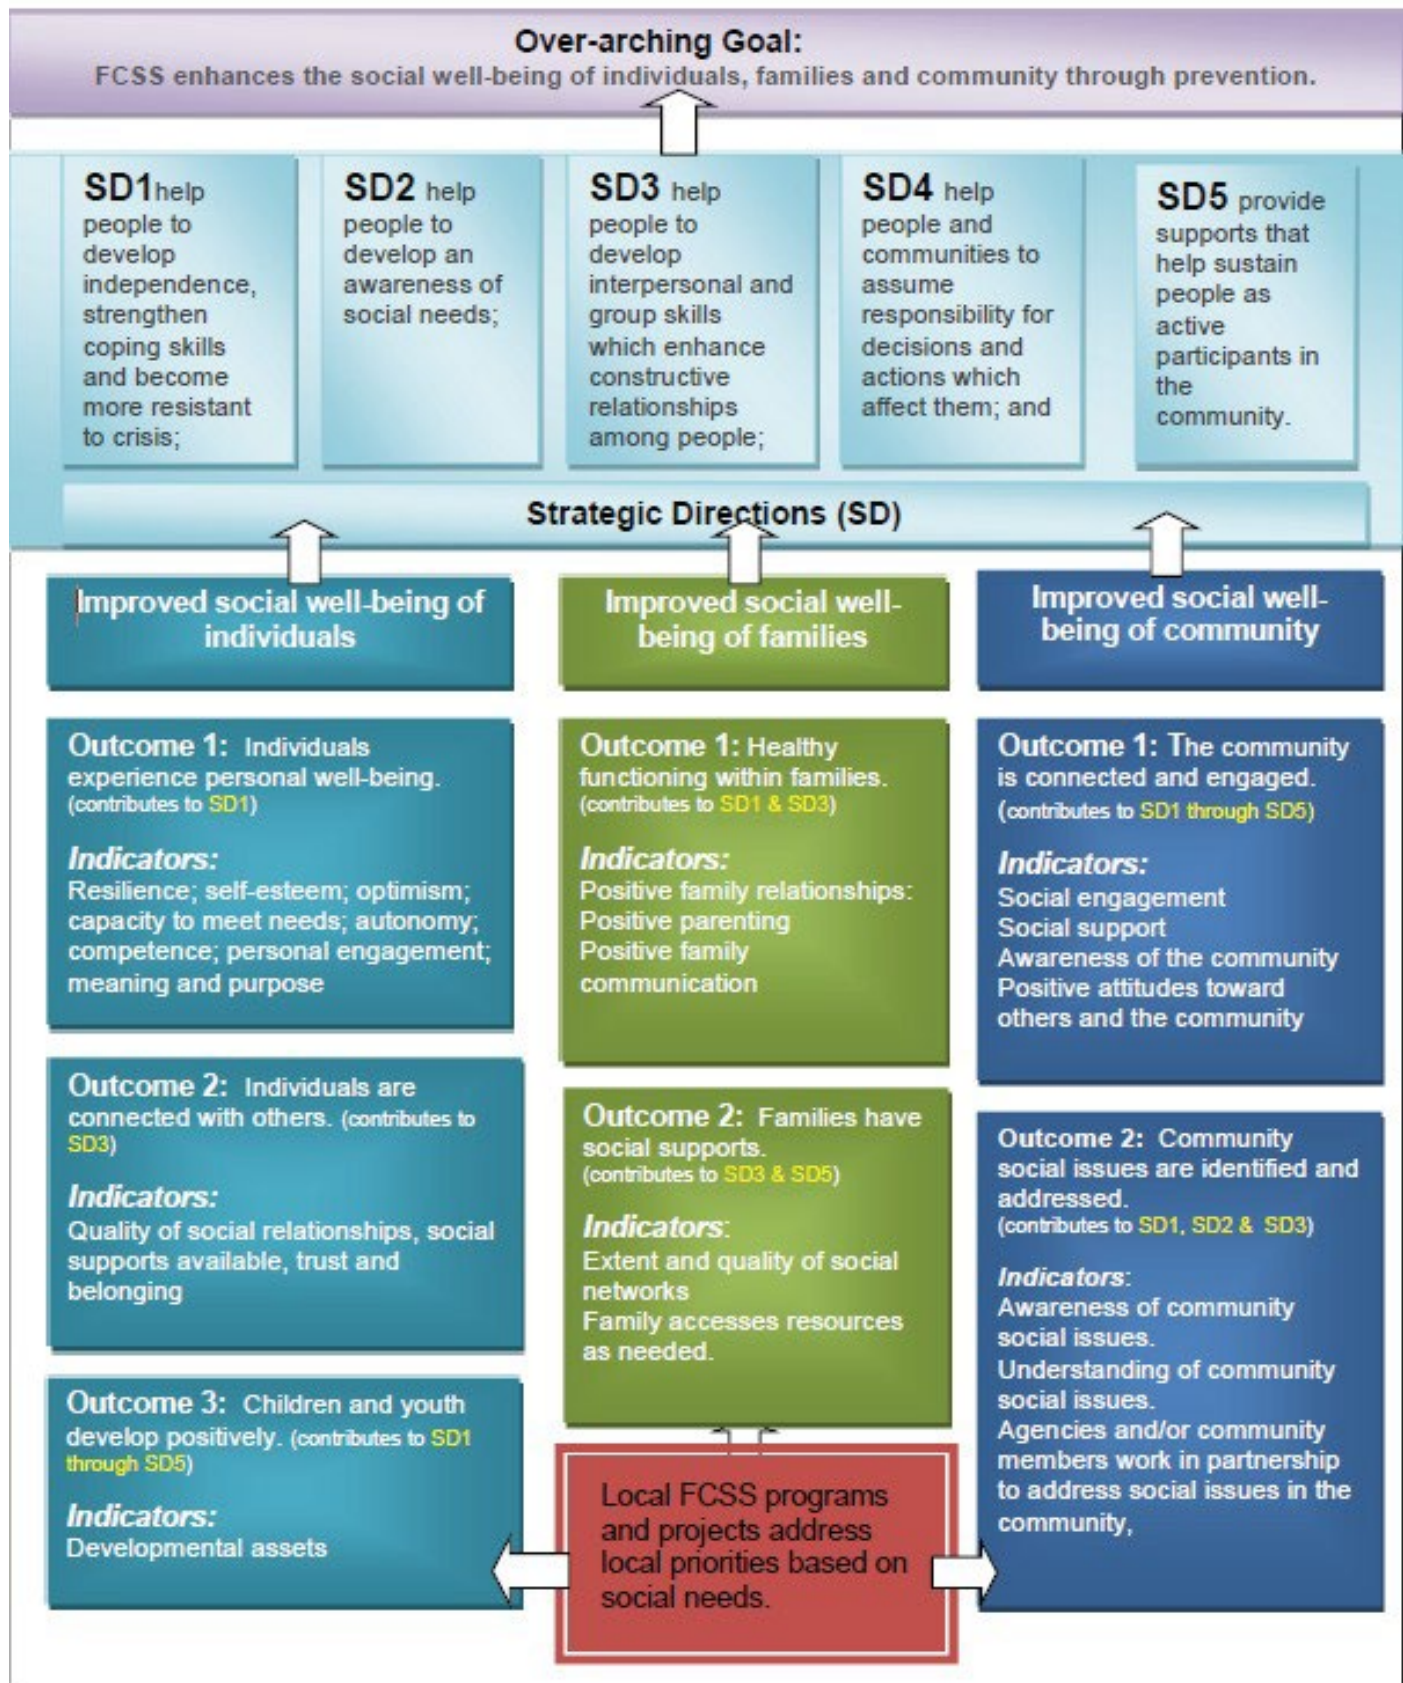 Over-arching Goal:
FCSS enhances the social well-being of individuals, families and community through prevention.
SD1help
people to
develop
independence,
strengthen
coping skills
and become
more resistant
to crisis;
SD2 help
people to
develop an
awareness of
social needs;
SD3 help
people to
develop
interpersonal and
group skills
which enhance
constructive
relationships
among people;
SD4 help
people and
communities to
assume
responsibility for
decisions and
actions which
affect them; and
SD5 provide
supports that
help sustain
people as
active
participants in
the
community.
Strategic Directions (SD)
Improved social well-being of
individuals
Outcome 1: Individuals
experience personal well-being.
(contributes to SD1)
Indicators:
Resilience; self-esteem; optimism;
capacity to meet needs; autonomy;
competence; personal engagement;
meaning and purpose
Outcome 2: Individuals are
connected with others. (contributes to
SD3)
Indicators:
Quality of social relationships, social
supports available, trust and
belonging
Outcome 3: Children and youth
develop positively. (contributes to SD1
through SD5)
Indicators:
Developmental assets
Improved social well-
being of families
Outcome 1: Healthy
functioning within families.
(contributes to SD1 & SD3)
Indicators:
Positive family relationships:
Positive parenting
Positive family
communication
Outcome 2: Families have
social supports.
(contributes to SD3 & SD5)
Indicators:
Extent and quality of social
networks
Family accesses resources
as needed.
Local FCSS programs
and projects address
local priorities based on
social needs.
Improved social well-
being of community
Outcome 1: The community
is connected and engaged.
(contributes to SD1 through SD5)
Indicators:
Social engagement
Social support
Awareness of the community
Positive attitudes toward
others and the community
Outcome 2: Community
social issues are identified and
addressed.
(contributes to SD1, SD2 & SD3)
Indicators:
Awareness of community
social issues.
Understanding of community
social issues.
Agencies and/or community
members work in partnership
to address social issues in the
community,